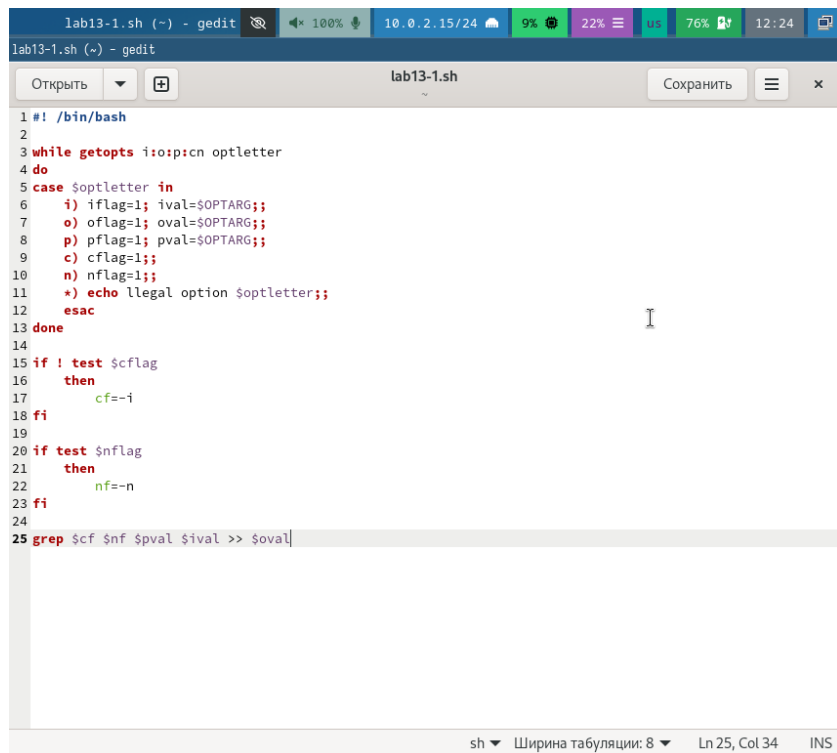 lab13-1.sh (~) - gedit 100% 10.0.2.15/24 9% 22% us 76% 12:24
lab13-1.sh (~) - gedit
Открыть lab13-1.sh Сохранить
~
1 #! /bin/bash
2
3 while getopts i:o:p:cn optletter
4 do
5 case $optletter in
6     i) iflag=1; ival=$OPTARG;;
7     o) oflag=1; oval=$OPTARG;;
8     p) pflag=1; pval=$OPTARG;;
9     c) cflag=1;;
10     n) nflag=1;;
11     *) echo llegal option $optletter;;
12     esac
13 done
14
15 if ! test $cflag
16     then
17         cf=-i
18 fi
19
20 if test $nflag
21     then
22         nf=-n
23 fi
24
25 grep $cf $nf $pval $ival >> $oval
sh Ширина табуляции: 8 Ln 25, Col 34 INS